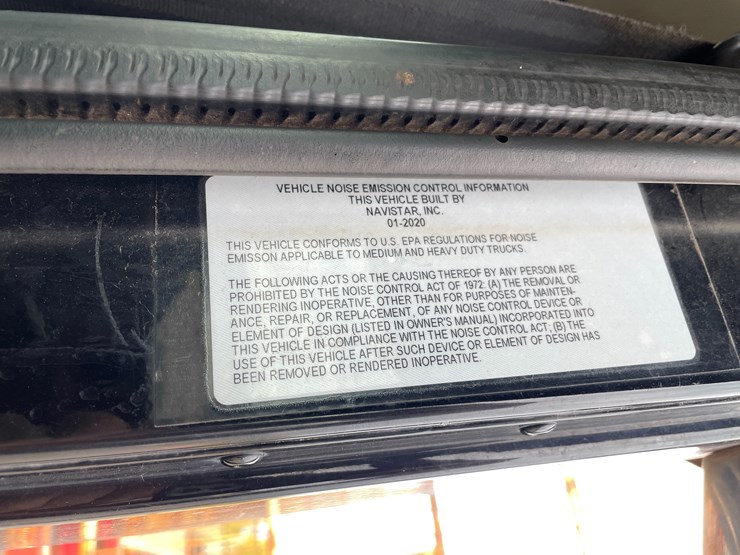 VEHICLE NOISE EMISSION CONTROL INFORMATION
THIS VEHICLE BUILT BY
NAVISTAR, INC.
01-2020
THIS VEHICLE CONFORMS TO U.S. EPA REGULATIONS FOR NOISE
EMISSON APPLICABLE TO MEDIUM AND HEAVY DUTY TRUCKS.
THE FOLLOWING ACTS OR THE CAUSING THEREOF BY ANY PERSON ARE
PROHIBITED BY THE NOISE CONTROL ACT OF 1972: (A) THE REMOVAL OR
RENDERING INOPERATIVE, OTHER THAN FOR PURPOSES OF MAINTEN-
ANCE, REPAIR, OR REPLACEMENT, OF ANY NOISE CONTROL DEVICE OR
ELEMENT OF DESIGN (LISTED IN OWNER'S MANUAL) INCORPORATED INTO
THIS VEHICLE IN COMPLIANCE WITH THE NOISE CONTROL ACT, (B) THE
USE OF THIS VEHICLE AFTER SUCH DEVICE OR ELEMENT OF DESIGN HAS
BEEN REMOVED OR RENDERED INOPERATIVE.